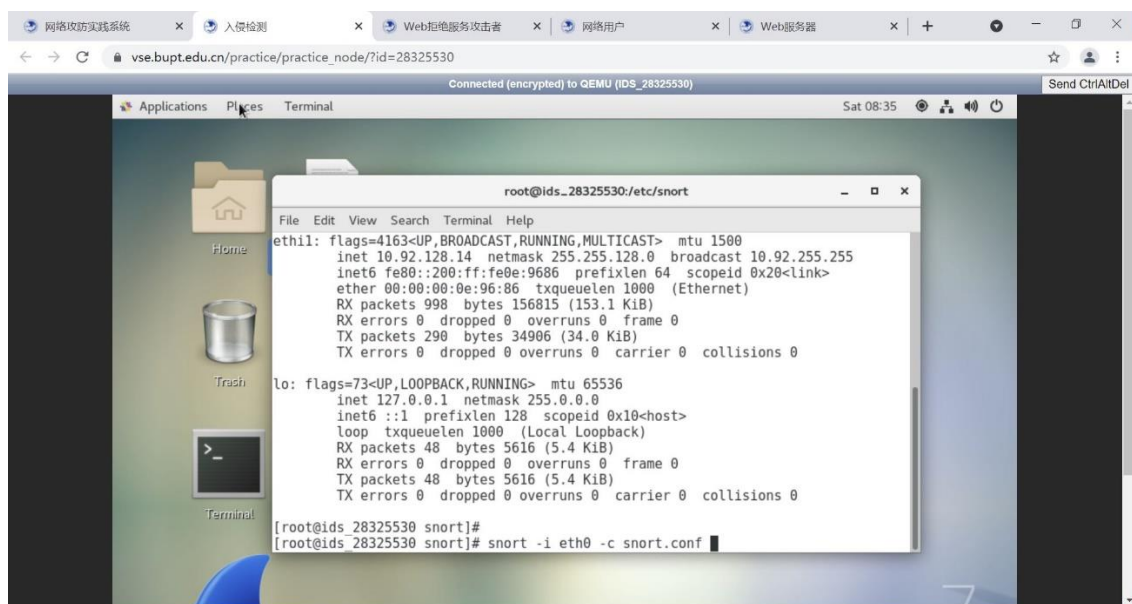 网络攻防实践系统
入侵检测
Web拒绝服务攻击者
网络用户
Web服务器
vse.bupt.edu.cn/practice/practice_node/?id=28325530
Connected (encrypted) to QEMU (IDS_28325530)
Send CtrlAltDel
Applications Places Terminal
Sat 08:35
root@ids_28325530:/etc/snort
File Edit View Search Terminal Help
ethi1: flags=4163<UP,BROADCAST,RUNNING,MULTICAST> mtu 1500
inet 10.92.128.14 netmask 255.255.128.0 broadcast 10.92.255.255
inet6 fe80::200:ff:fe0e:9686 prefixlen 64 scopeid 0x20<link>
ether 00:00:00:0e:96:86 txqueuelen 1000 (Ethernet)
RX packets 998 bytes 156815 (153.1 KiB)
RX errors 0 dropped 0 overruns 0 frame 0
TX packets 290 bytes 34906 (34.0 KiB)
TX errors 0 dropped 0 overruns 0 carrier 0 collisions 0
lo: flags=73<UP,LOOPBACK,RUNNING> mtu 65536
inet 127.0.0.1 netmask 255.0.0.0
inet6 ::1 prefixlen 128 scopeid 0x10<host>
loop txqueuelen 1000 (Local Loopback)
RX packets 48 bytes 5616 (5.4 KiB)
RX errors 0 dropped 0 overruns 0 frame 0
TX packets 48 bytes 5616 (5.4 KiB)
TX errors 0 dropped 0 overruns 0 carrier 0 collisions 0
[root@ids_28325530 snort]#
[root@ids_28325530 snort]# snort -i eth0 -c snort.conf
Home
Trash
Terminal
7